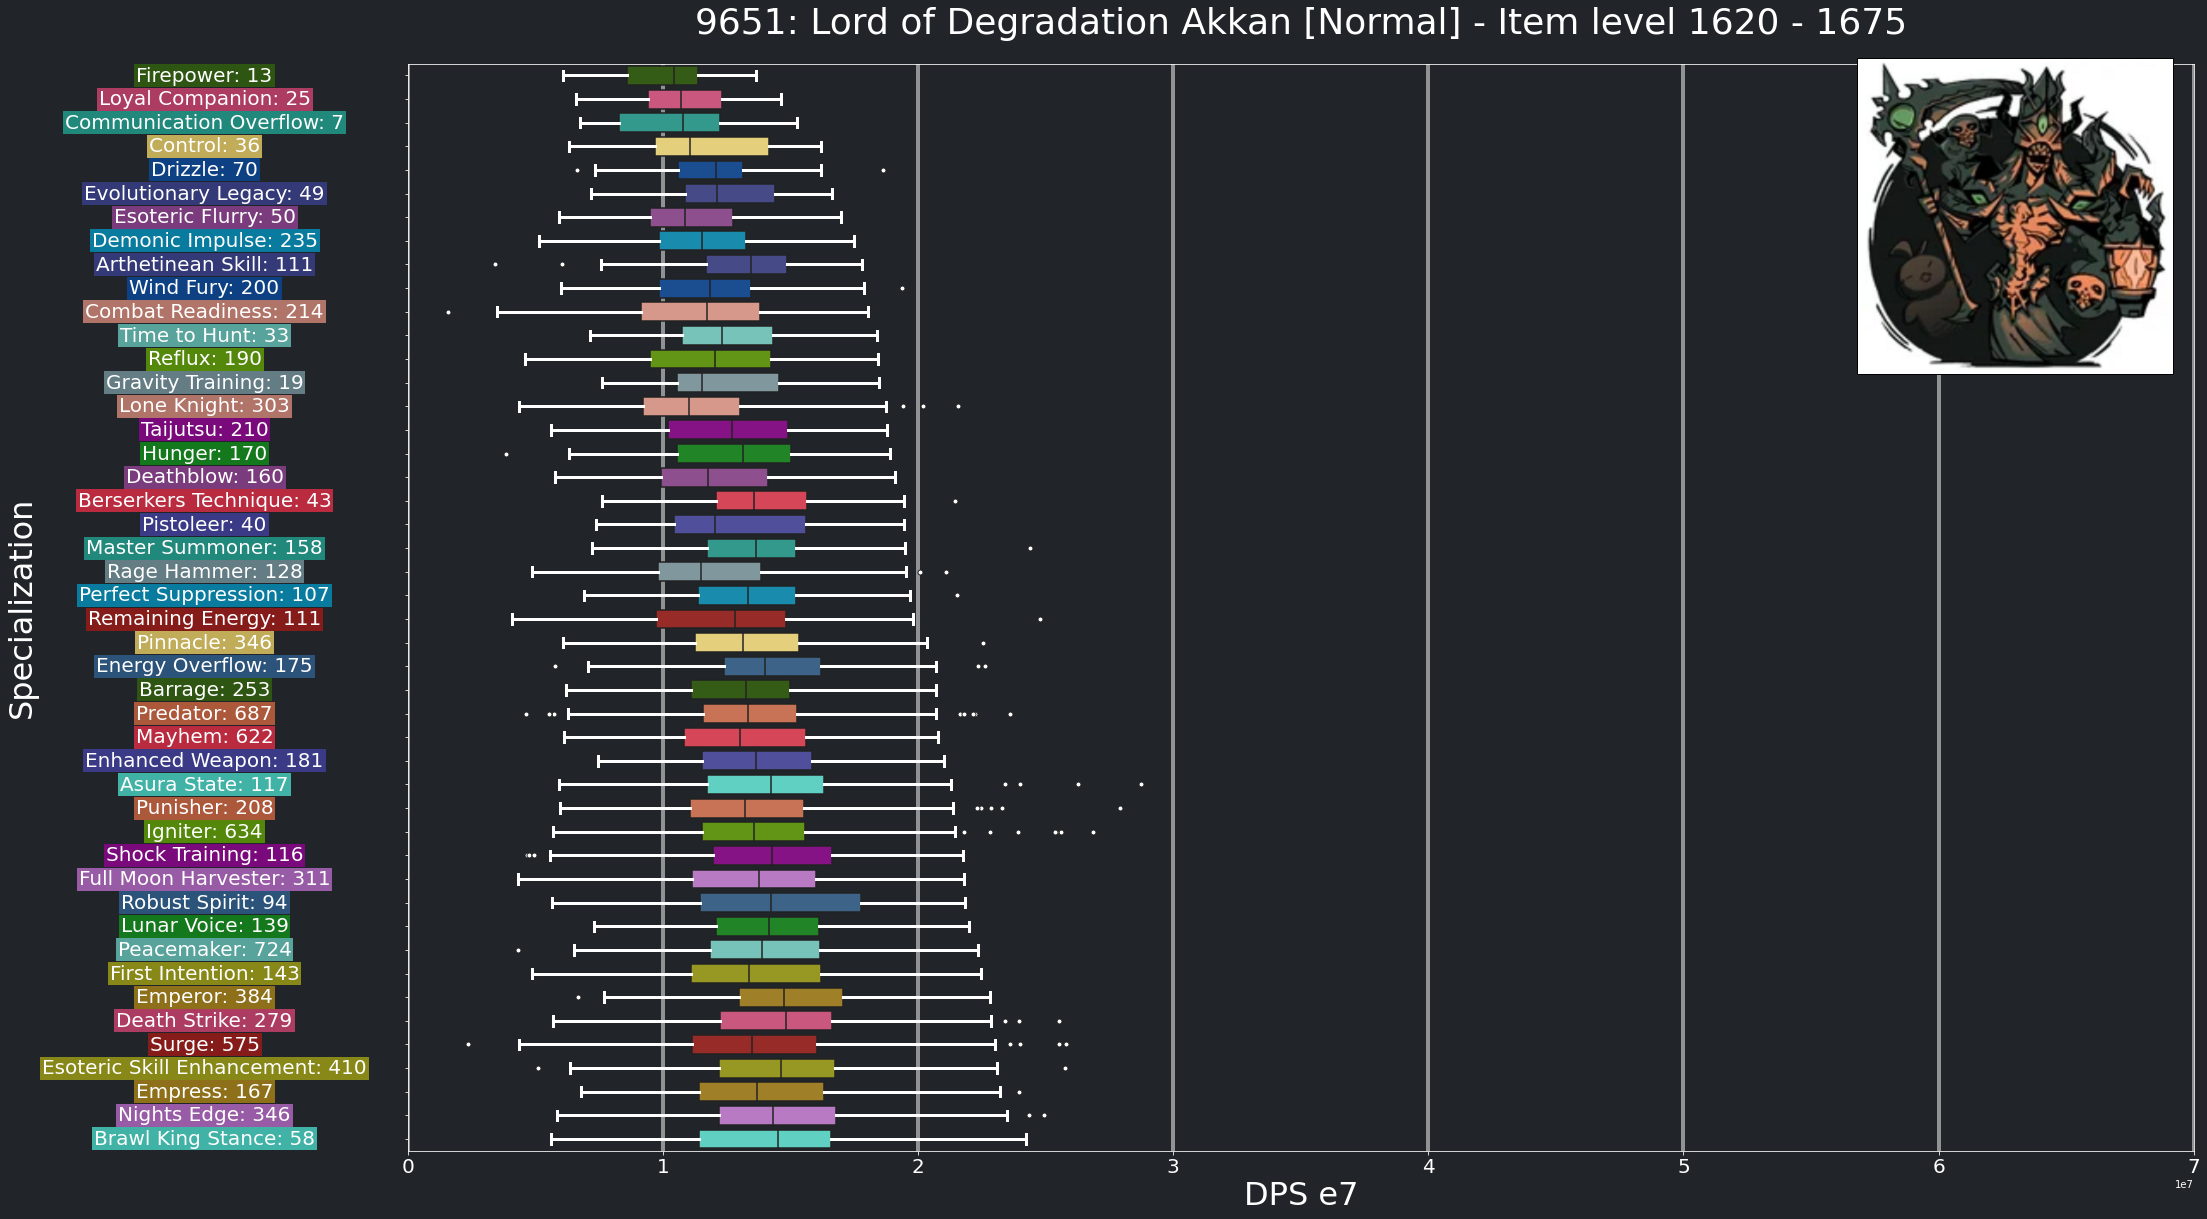 9651: Lord of Degradation Akkan [Normal] - Item level 1620 - 1675
Specialization
Firepower: 13
Loyal Companion: 25
Communication Overflow: 7
Control: 36
Drizzle: 70
Evolutionary Legacy: 49
Esoteric Flurry: 50
Demonic Impulse: 235
Arthetinean Skill: 111
Wind Fury: 200
Combat Readiness: 214
Time to Hunt: 33
Reflux: 190
Gravity Training: 19
Lone Knight: 303
Taijutsu: 210
Hunger: 170
Deathblow: 160
Berserkers Technique: 43
Pistoleer: 40
Master Summoner: 158
Rage Hammer: 128
Perfect Suppression: 107
Remaining Energy: 111
Pinnacle: 346
Energy Overflow: 175
Barrage: 253
Predator: 687
Mayhem: 622
Enhanced Weapon: 181
Asura State: 117
Punisher: 208
Igniter: 634
Shock Training: 116
Full Moon Harvester: 311
Robust Spirit: 94
Lunar Voice: 139
Peacemaker: 724
First Intention: 143
Emperor: 384
Death Strike: 279
Surge: 575
Esoteric Skill Enhancement: 410
Empress: 167
Nights Edge: 346
Brawl King Stance: 58
0 1 2 3 4 5 6 7
1e7
DPS e7